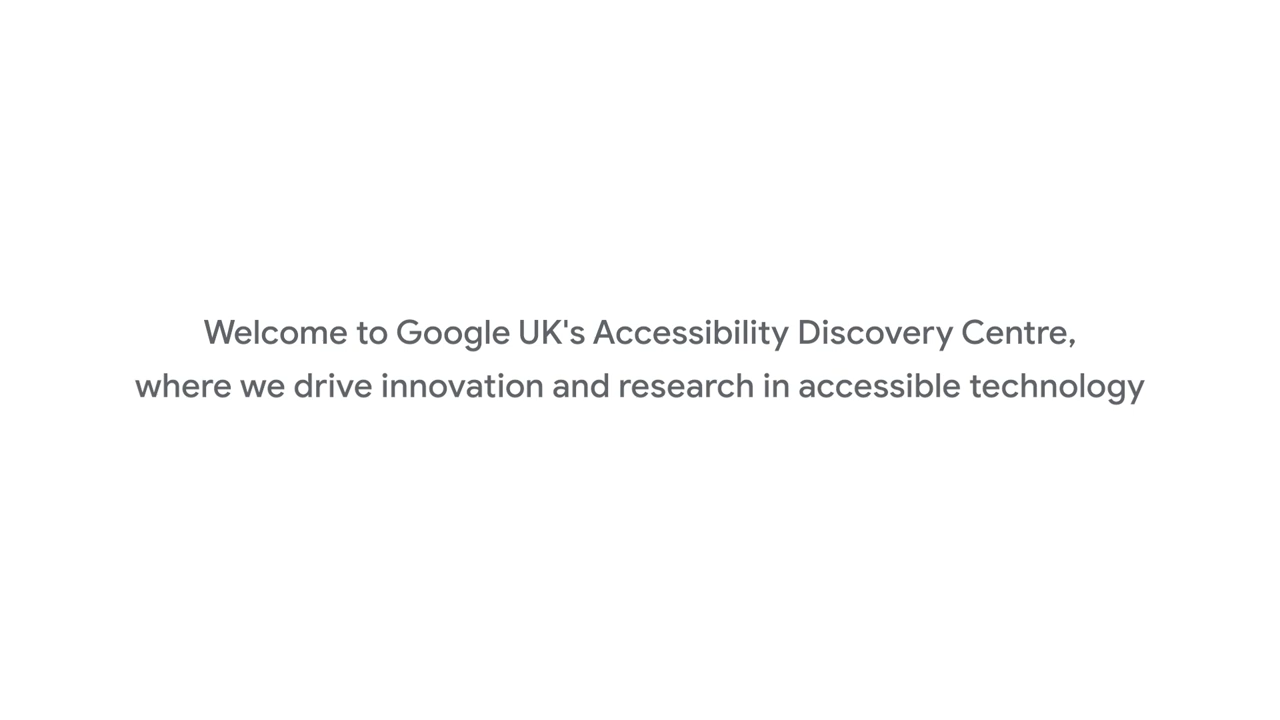 Welcome to Google UK's Accessibility Discovery Centre,
where we drive innovation and research in accessible technology